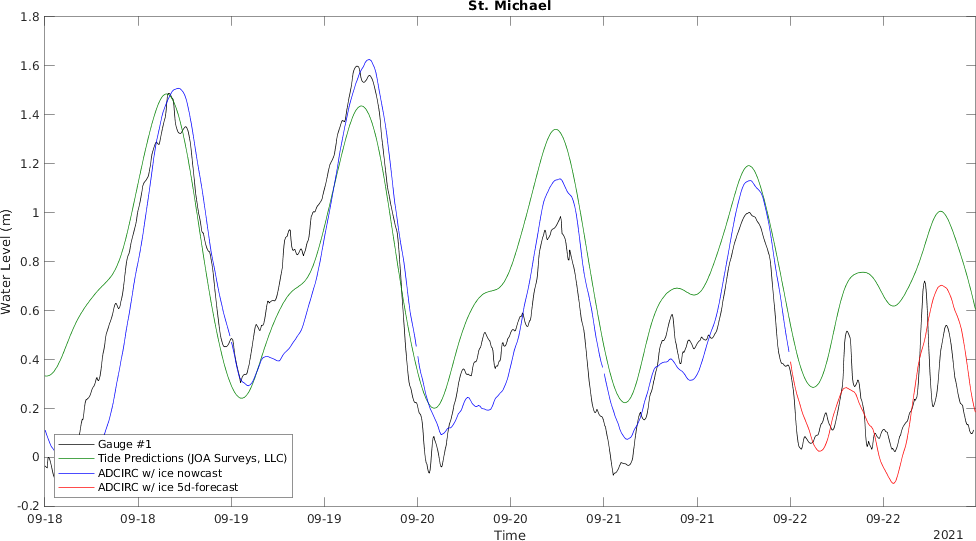 St. Michael
1.8
1.6
1.4
1.2
1
0.8
0.6
0.4
0.2
0
-0.2
Water Level (m)
Gauge #1
Tide Predictions (JOA Surveys, LLC)
ADCIRC w/ ice nowcast
ADCIRC w/ ice 5d-forecast
09-18 09-18 09-19 09-19 09-20 09-20 09-21 09-21 09-22 09-22
Time
2021